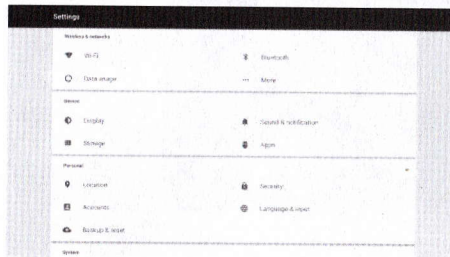 Settings
Wireless & networks
Wi-Fi
Bluetooth
Data usage
More
Device
Display
Sound & notification
Storage
Apps
Personal
Location
Security
Accounts
Language & input
Backup & reset
System